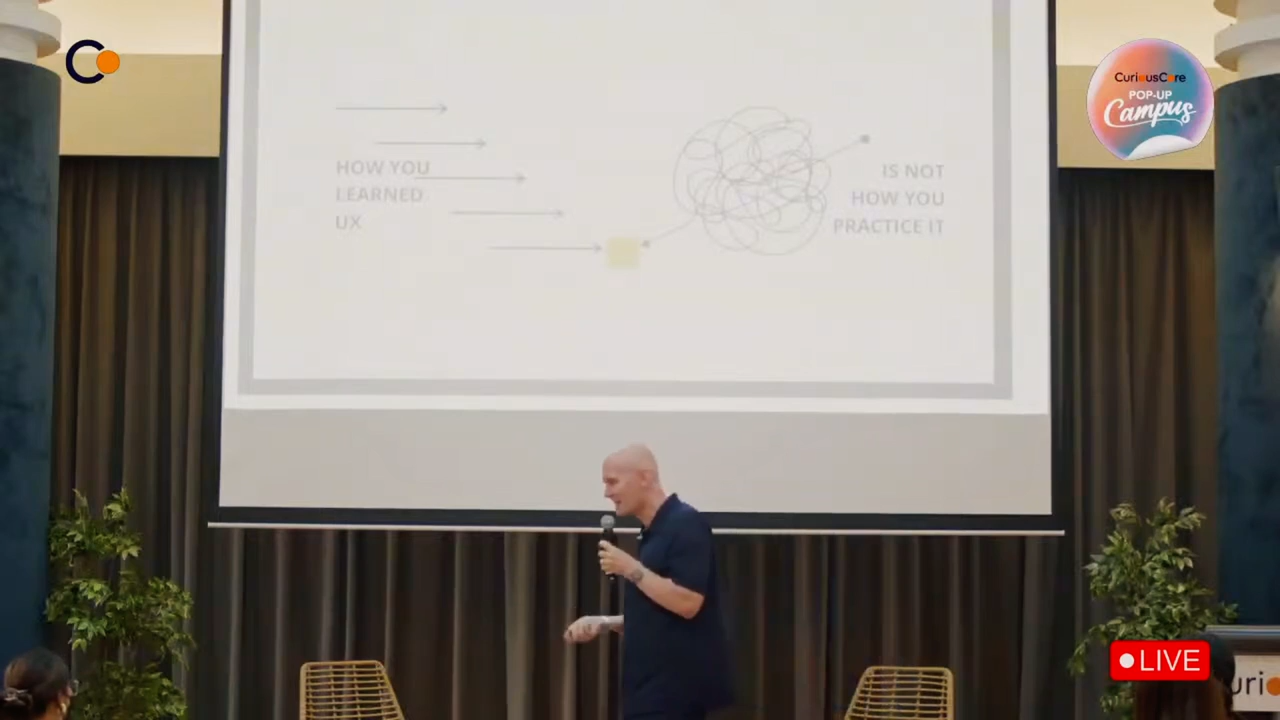 CuriousCore
POP-UP
Campus
HOW YOU
LEARNED
UX
IS NOT
HOW YOU
PRACTICE IT
LIVE